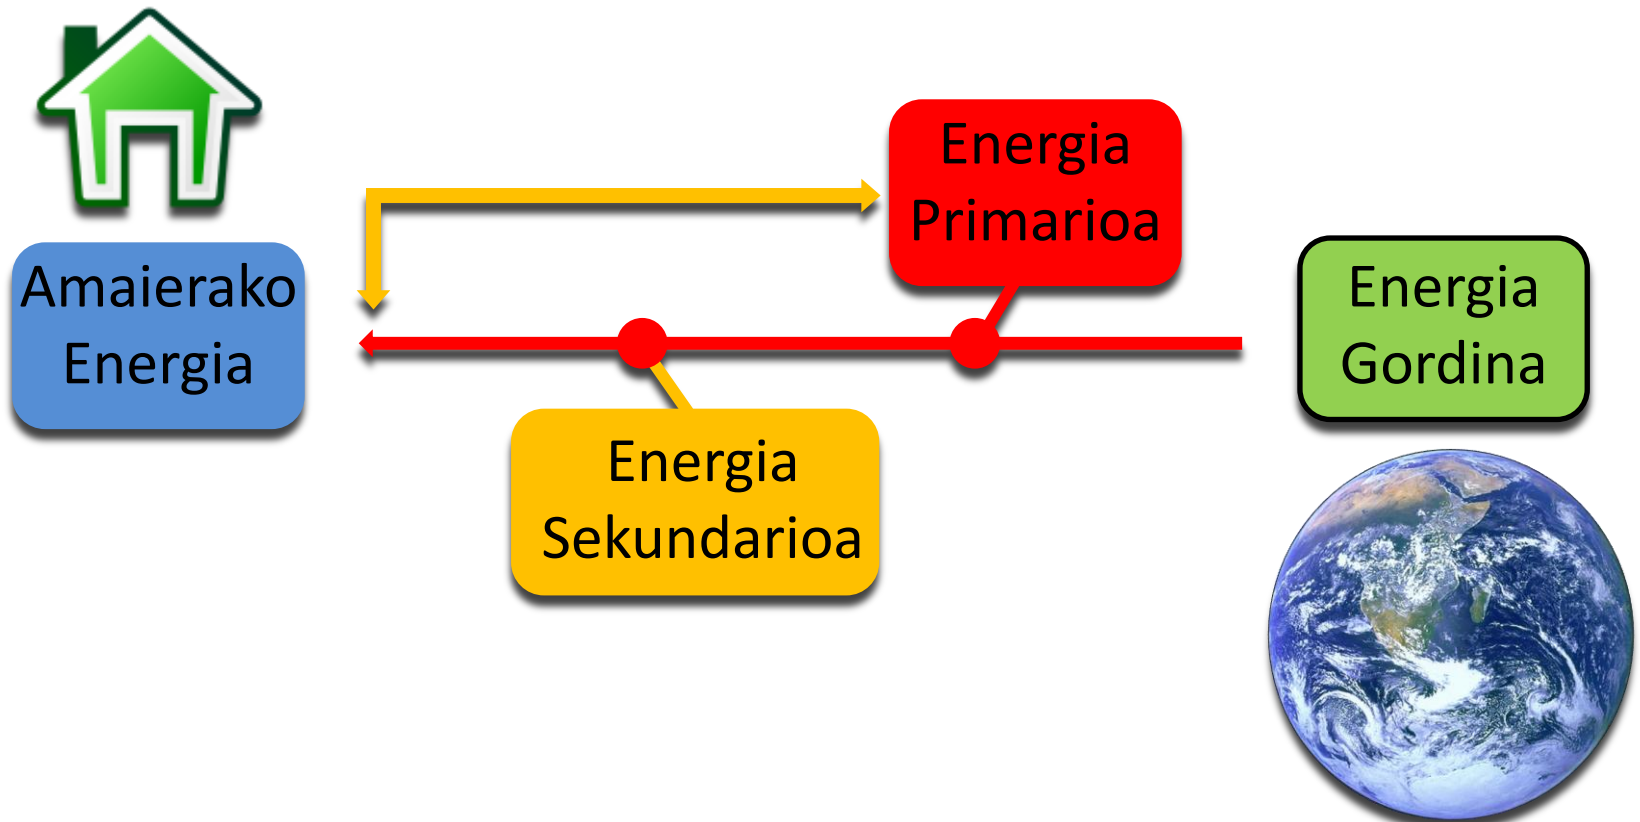 Energia
Primarioa
Amaierako
Energia
Energia
Gordina
Energia
Sekundarioa